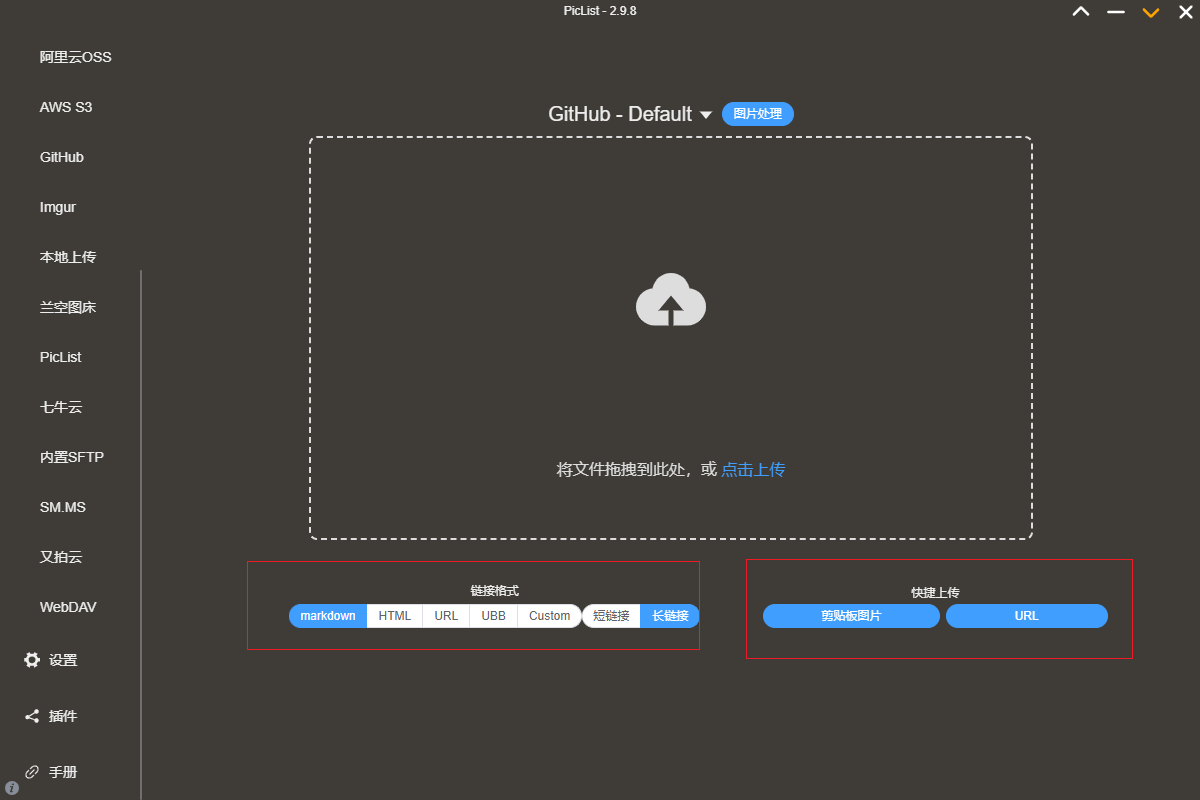 PicList - 2.9.8
阿里云OSS
AWS S3
GitHub
Imgur
本地上传
兰空图床
PicList
七牛云
内置SFTP
SM.MS
又拍云
WebDAV
设置
插件
手册
GitHub - Default
图片处理
将文件拖拽到此处，或 点击上传
链接格式
markdown HTML URL UBB Custom 短链接 长链接
快捷上传
剪贴板图片 URL